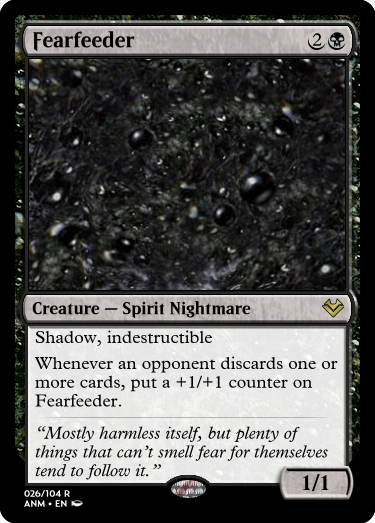 Fearfeeder 2
Creature — Spirit Nightmare
Shadow, indestructible
Whenever an opponent discards one or
more cards, put a +1/+1 counter on
Fearfeeder.
“Mostly harmless itself, but plenty of
things that can’t smell fear for themselves
tend to follow it.”
1/1
026/104 R
ANM • EN